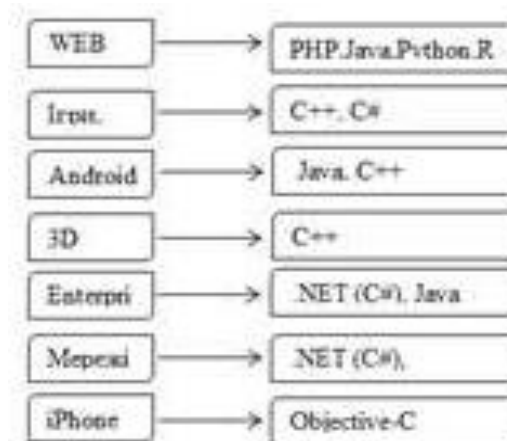 WEB
PHP.Java.Python.R
Ігри.
C++. C#
Android
Java. C++
3D
C++
Enterpri
.NET (C#), Java
Мережі
.NET (C#),
iPhone
Objective-C